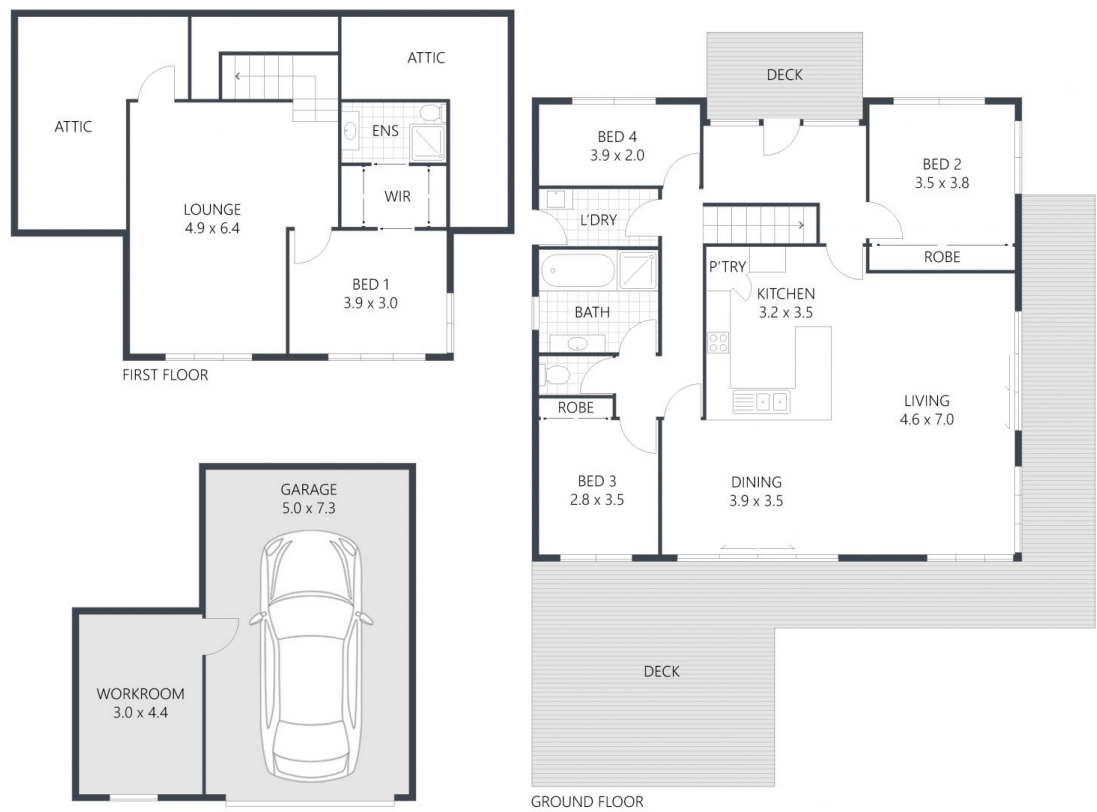 ATTIC
ATTIC
ENS
WIR
LOUNGE
4.9 x 6.4
BED 1
3.9 x 3.0
FIRST FLOOR
GARAGE
5.0 x 7.3
WORKROOM
3.0 x 4.4
DECK
BED 4
3.9 x 2.0
BED 2
3.5 x 3.8
L'DRY
ROBE
P'TRY
KITCHEN
3.2 x 3.5
BATH
LIVING
4.6 x 7.0
ROBE
BED 3
2.8 x 3.5
DINING
3.9 x 3.5
DECK
GROUND FLOOR